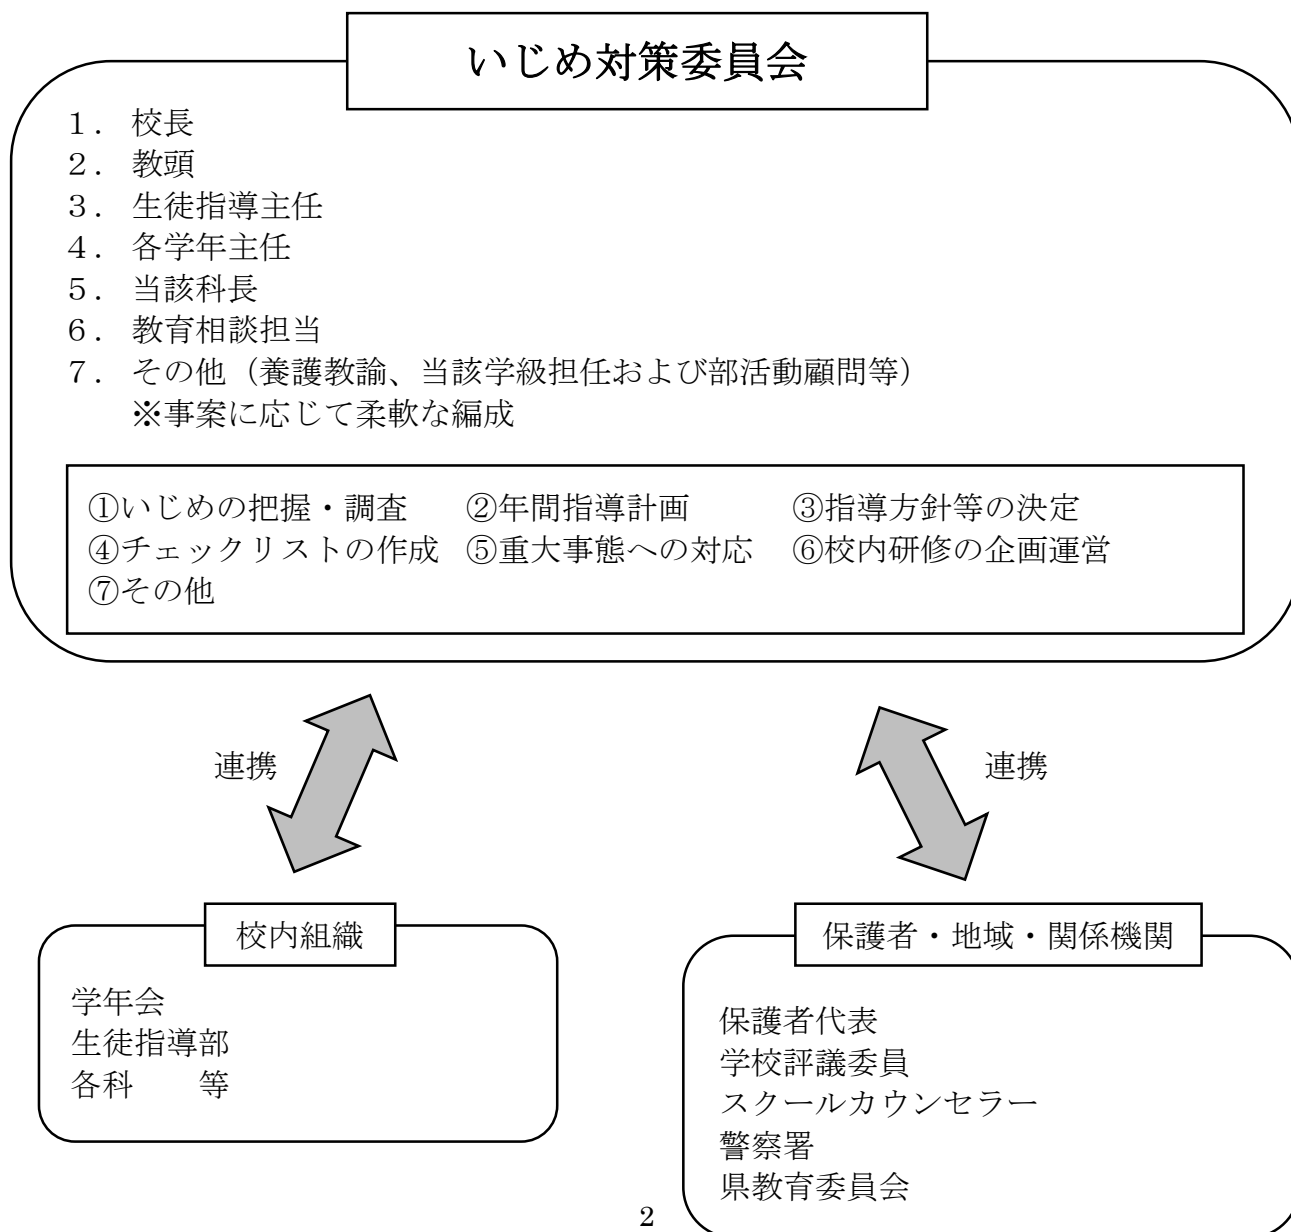 いじめ対策委員会
１． 校長
２． 教頭
３． 生徒指導主任
４． 各学年主任
５． 当該科長
６． 教育相談担当
７． その他（養護教諭、当該学級担任および部活動顧問等）
※事案に応じて柔軟な編成
①いじめの把握・調査 ②年間指導計画 ③指導方針等の決定
④チェックリストの作成 ⑤重大事態への対応 ⑥校内研修の企画運営
⑦その他
連携
連携
校内組織
学年会
生徒指導部
各科　　等
保護者・地域・関係機関
保護者代表
学校評議委員
スクールカウンセラー
警察署
県教育委員会
2